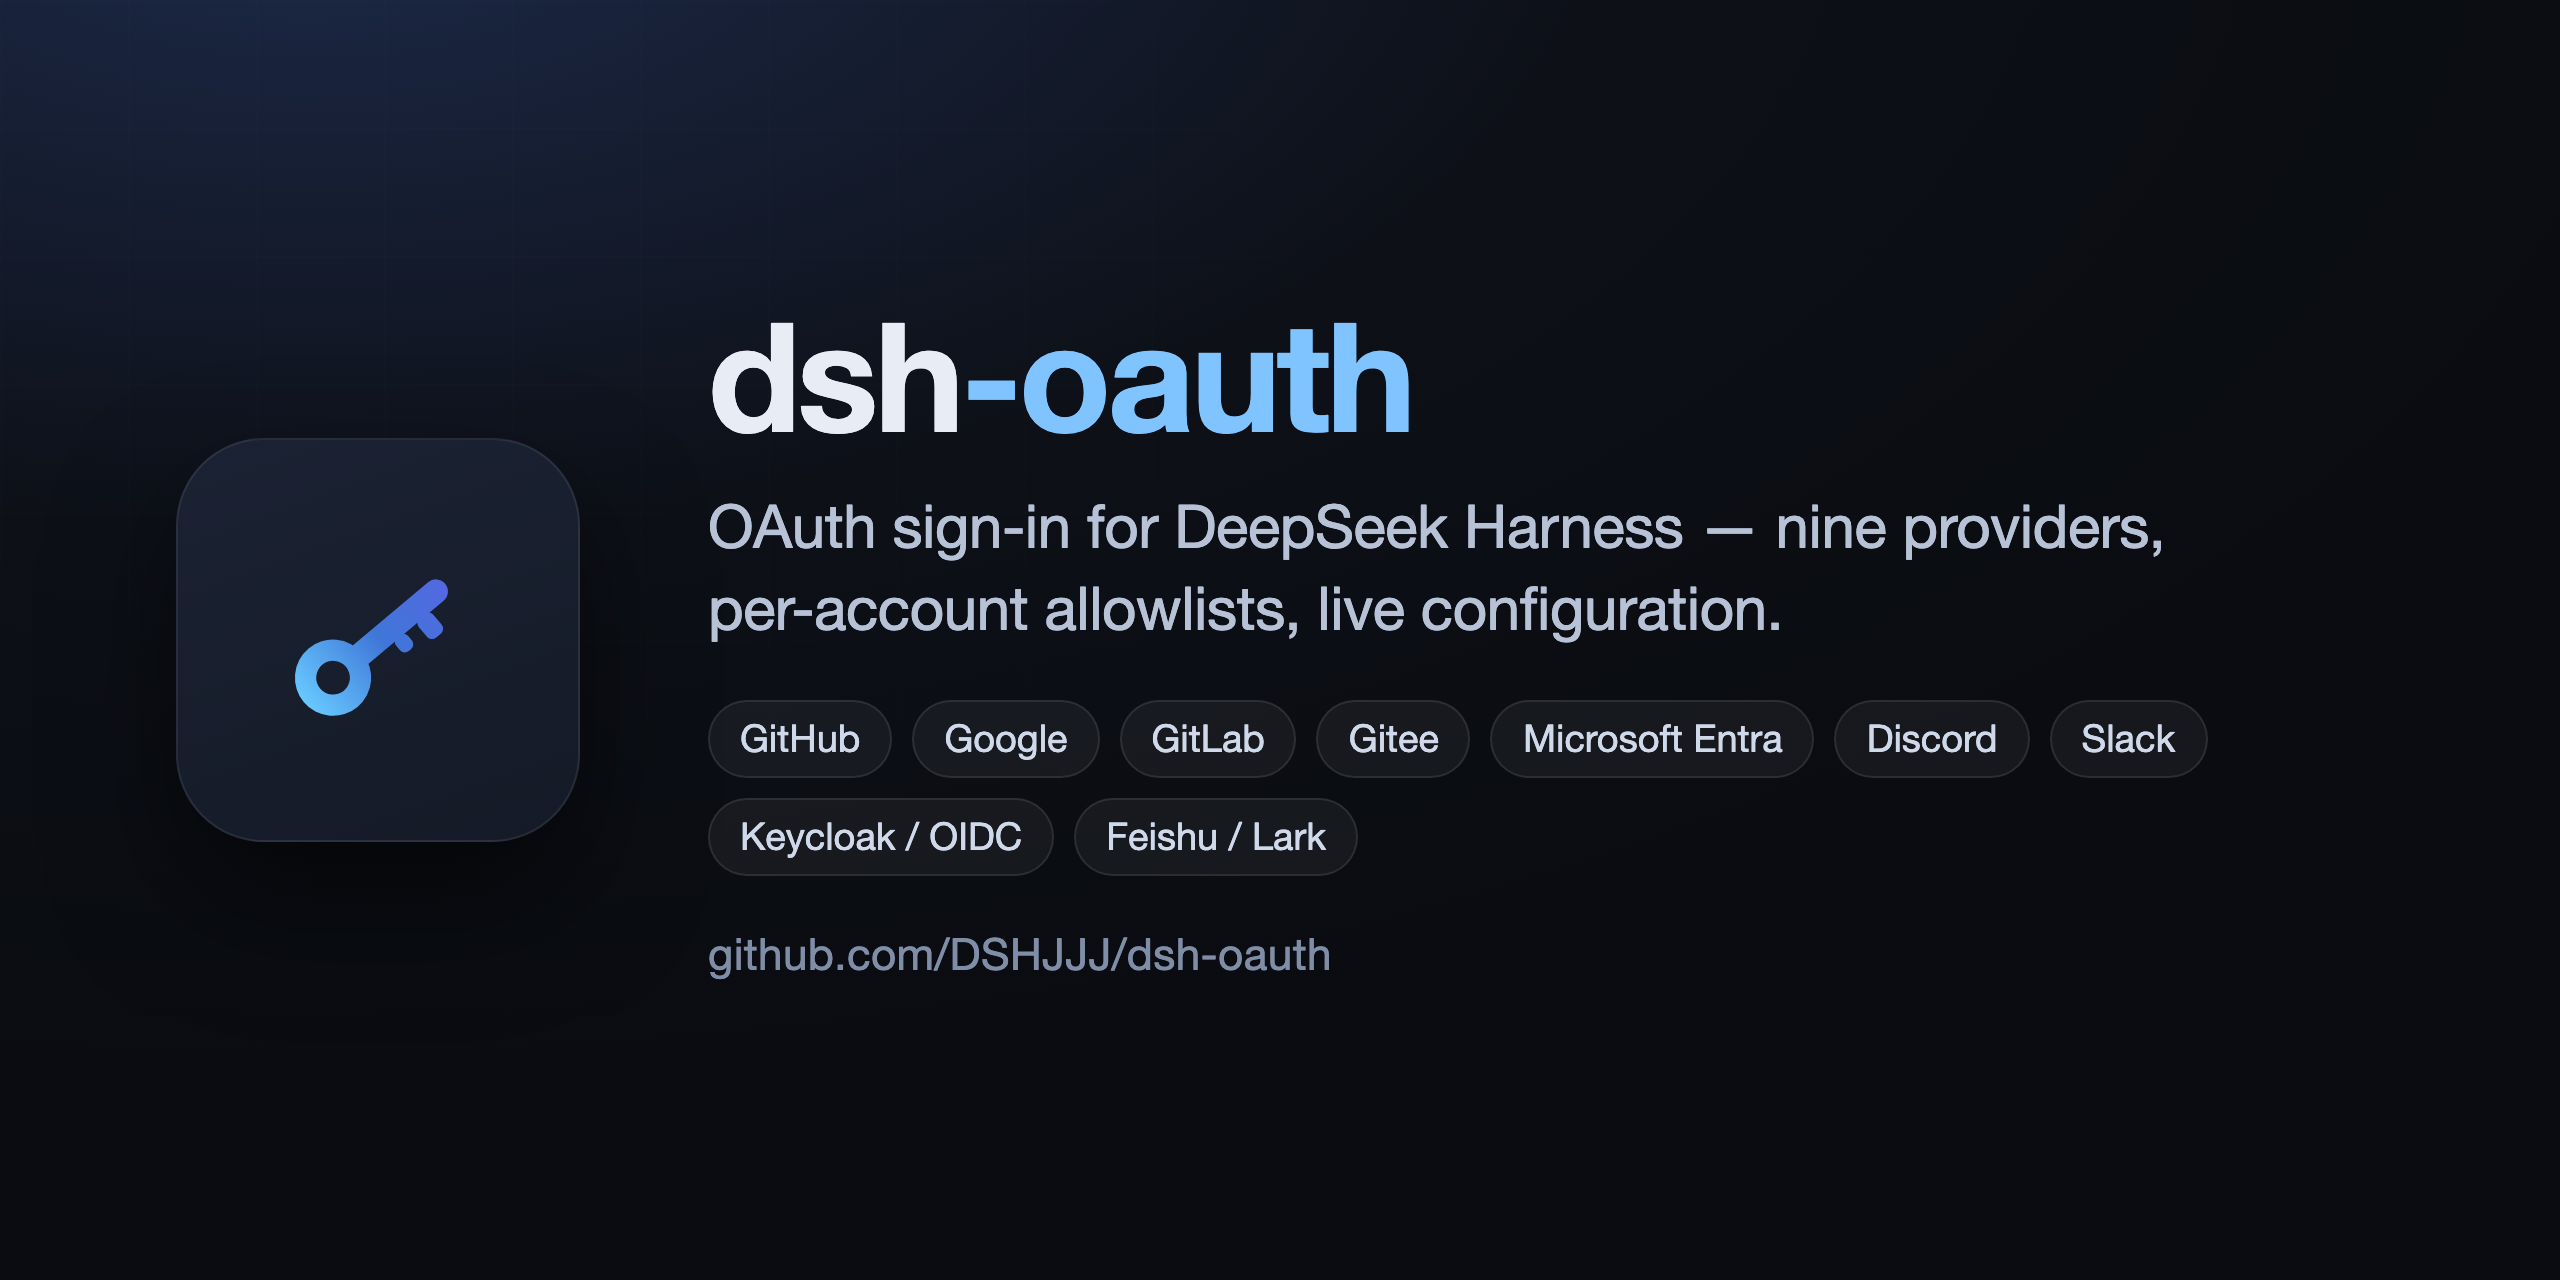 dsh-oauth
OAuth sign-in for DeepSeek Harness — nine providers,
per-account allowlists, live configuration.
GitHub Google GitLab Gitee Microsoft Entra Discord Slack
Keycloak / OIDC Feishu / Lark
github.com/DSHJJJ/dsh-oauth